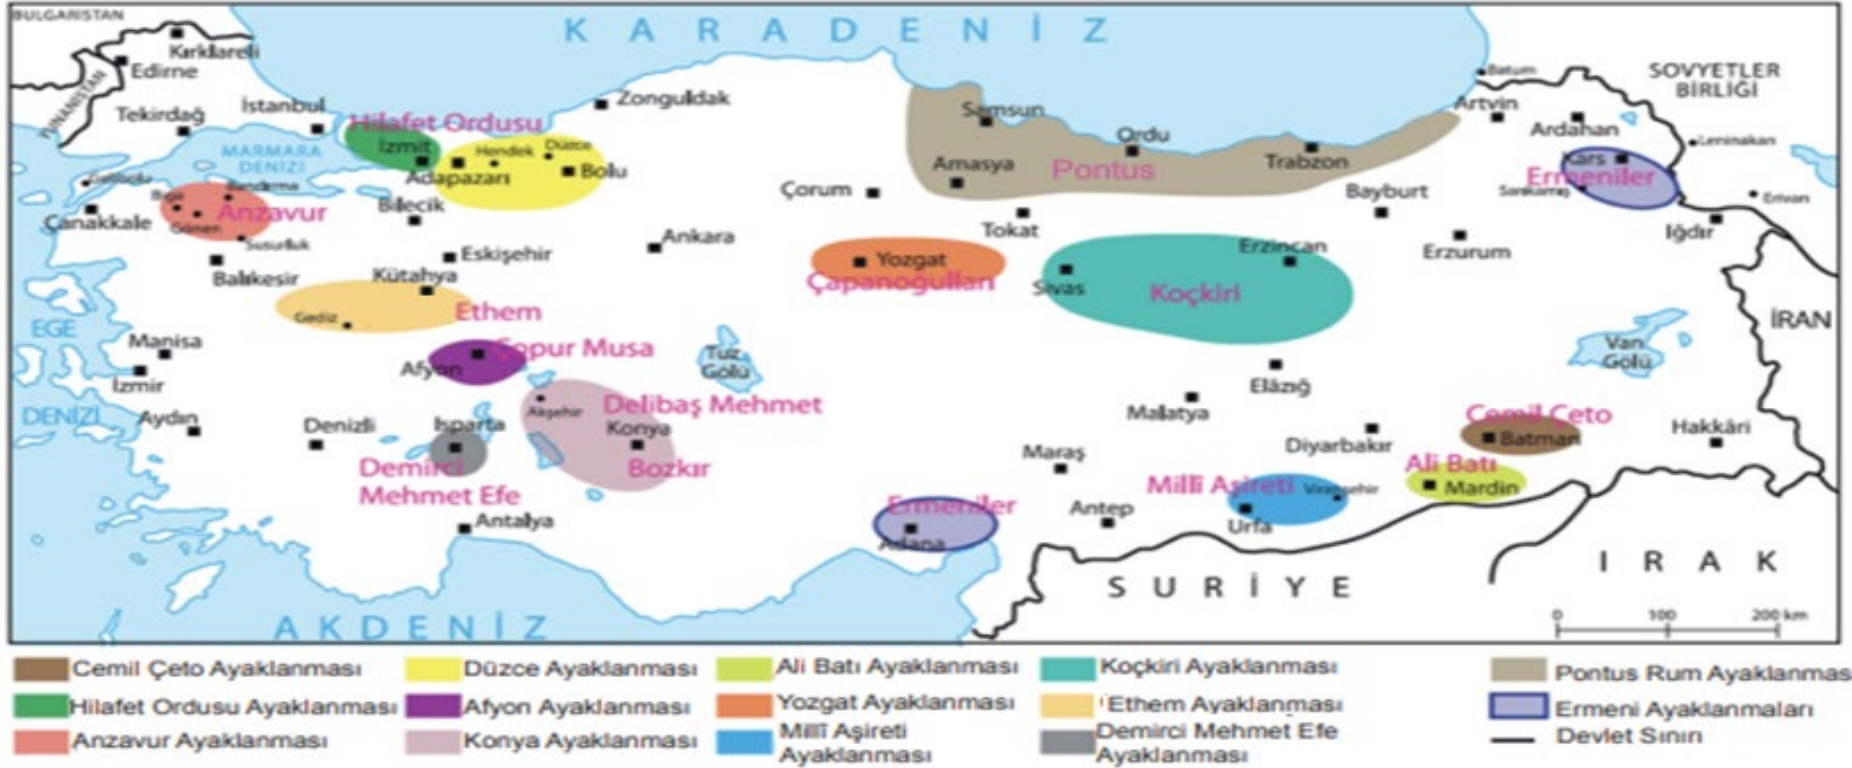 BULGARİSTAN
KARADENİZ
Kırklareli
Edirne
YUNANİSTAN
Tekirdağ
İstanbul
Zonguldak
Hilafet Ordusu
İzmit
Hendek
Düzce
Bolu
Adapazarı
MARMARA
DENİZİ
Samsun
Ordu
Trabzon
Amasya
Pontus
Batum
SOVYETLER
BİRLİĞİ
Artvin
Ardahan
Leninakan
Kars
Ermeniler
Sarıkamış
Erivan
Iğdır
Gelibolu
Çanakkale
Biga
Bandırma
Anzavur
Gönen
Susurluk
Balıkesir
Bilecik
Eskişehir
Kütahya
Ankara
Çorum
Tokat
Bayburt
Erzurum
Yozgat
Çapanoğulları
Sivas
Erzincan
Koçkiri
Ethem
Gediz
EGE
DENİZİ
Manisa
İzmir
Aydın
Denizli
Çopur Musa
Afyon
Tuz
Gölü
Akşehir
Delibaş Mehmet
Konya
Bozkır
Isparta
Demirci
Mehmet Efe
Antalya
Ermeniler
Adana
Elâzığ
Malatya
Maraş
Antep
Diyarbakır
Millî Aşireti
Viranşehir
Urfa
Cemil Çeto
Batman
Ali Batı
Mardin
Van
Gölü
Hakkâri
İRAN
SURİYE
IRAK
AKDENİZ
0 100 200 km
Cemil Çeto Ayaklanması
Hilafet Ordusu Ayaklanması
Anzavur Ayaklanması
Düzce Ayaklanması
Afyon Ayaklanması
Konya Ayaklanması
Ali Batı Ayaklanması
Yozgat Ayaklanması
Millî Aşireti
Ayaklanması
Koçkiri Ayaklanması
Ethem Ayaklanması
Demirci Mehmet Efe
Ayaklanması
Pontus Rum Ayaklanmas
Ermeni Ayaklanmaları
Devlet Sınırı